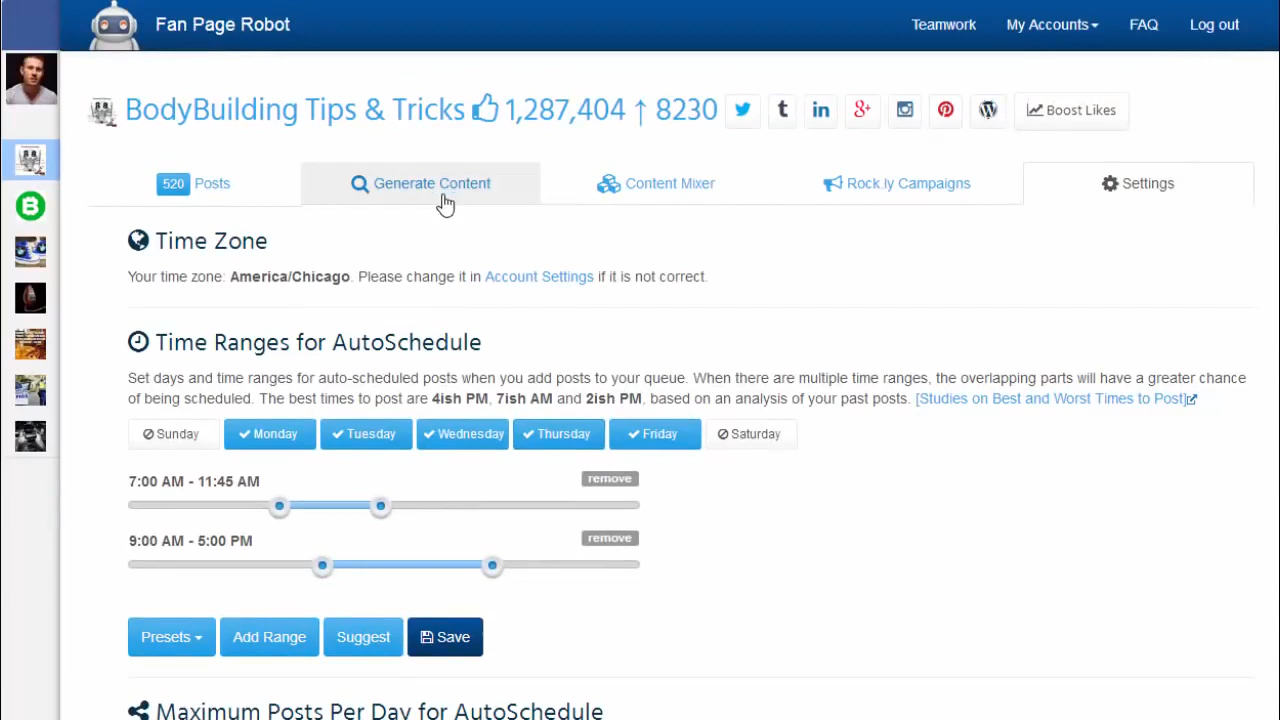 Fan Page Robot
Teamwork
My Accounts
FAQ
Log out
BodyBuilding Tips & Tricks 1,287,404 ↑ 8230
Boost Likes
520 Posts
Generate Content
Content Mixer
Rock.ly Campaigns
Settings
Time Zone
Your time zone: America/Chicago. Please change it in Account Settings if it is not correct.
Time Ranges for AutoSchedule
Set days and time ranges for auto-scheduled posts when you add posts to your queue. When there are multiple time ranges, the overlapping parts will have a greater chance
of being scheduled. The best times to post are 4ish PM, 7ish AM and 2ish PM, based on an analysis of your past posts. [Studies on Best and Worst Times to Post]
Sunday
Monday
Tuesday
Wednesday
Thursday
Friday
Saturday
7:00 AM - 11:45 AM
remove
9:00 AM - 5:00 PM
remove
Presets
Add Range
Suggest
Save
Maximum Posts Per Day for AutoSchedule